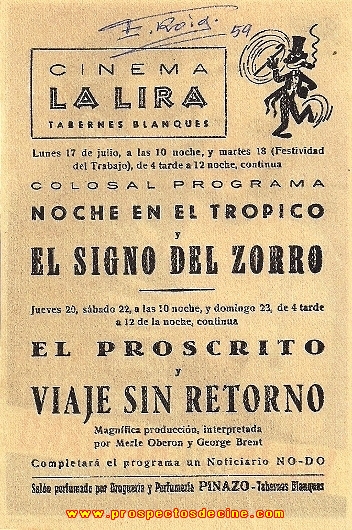 E. Roig 59
CINEMA
LA LIRA
TABERNES BLANQUES
Lunes 17 de julio, a las 10 noche, y martes 18 (Festividad
del Trabajo), de 4 tarde a 12 noche, continua
COLOSAL PROGRAMA
NOCHE EN EL TROPICO
y
EL SIGNO DEL ZORRO
Jueves 20, sábado 22, a las 10 noche, y domingo 23, de 4 tarde
a 12 de la noche, continua
EL PROSCRITO
y
VIAJE SIN RETORNO
Magnífica producción, interpretada
por Merle Oberon y George Brent
Completará el programa un Noticiario NO-DO
Salón perfumado por Droguería y Perfumería PINAZO - Tabernes Blanques
www.prospectosdecine.com